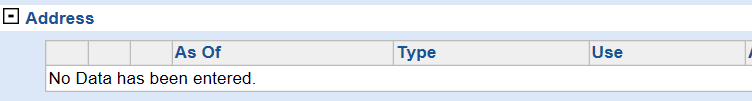 Address
As Of Type Use
No Data has been entered.